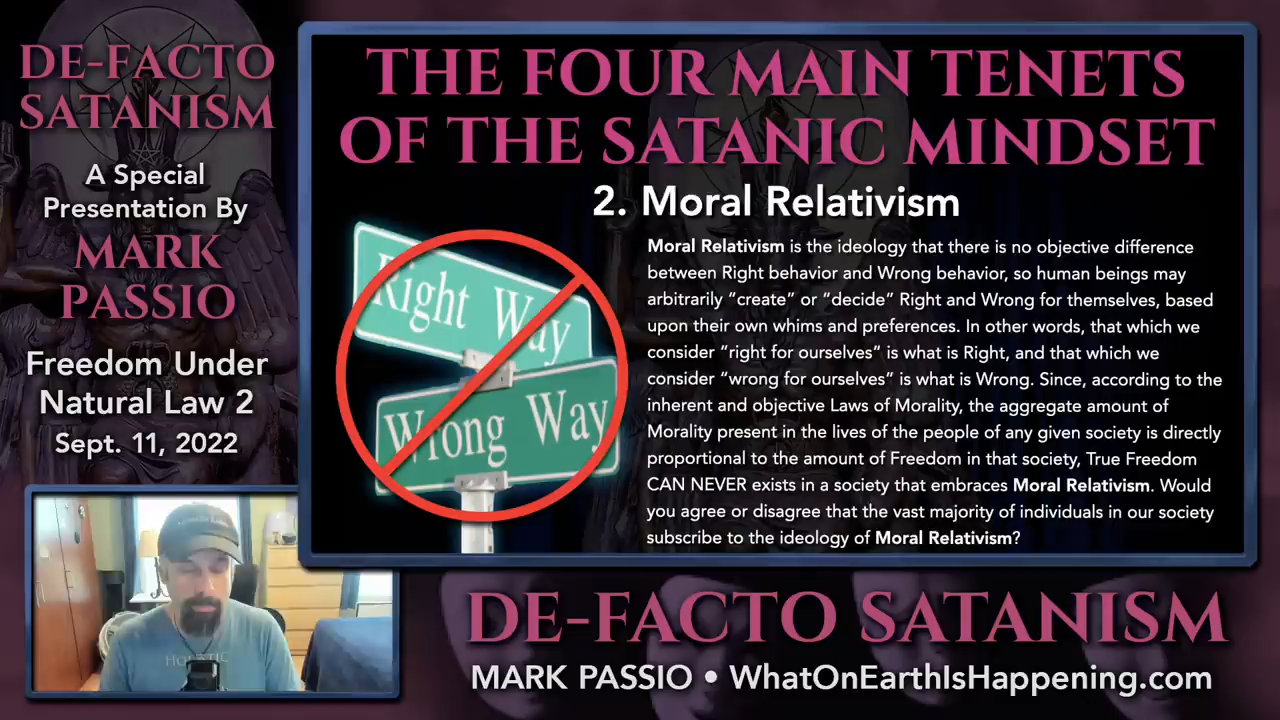 DE-FACTO
SATANISM
A Special
Presentation By
MARK
PASSIO
Freedom Under
Natural Law 2
Sept. 11, 2022
THE FOUR MAIN TENETS
OF THE SATANIC MINDSET
2. Moral Relativism
Right Way
Wrong Way
Moral Relativism is the ideology that there is no objective difference
between Right behavior and Wrong behavior, so human beings may
arbitrarily “create” or “decide” Right and Wrong for themselves, based
upon their own whims and preferences. In other words, that which we
consider “right for ourselves” is what is Right, and that which we
consider “wrong for ourselves” is what is Wrong. Since, according to the
inherent and objective Laws of Morality, the aggregate amount of
Morality present in the lives of the people of any given society is directly
proportional to the amount of Freedom in that society, True Freedom
CAN NEVER exists in a society that embraces Moral Relativism. Would
you agree or disagree that the vast majority of individuals in our society
subscribe to the ideology of Moral Relativism?
DE-FACTO SATANISM
MARK PASSIO • WhatOnEarthIsHappening.com